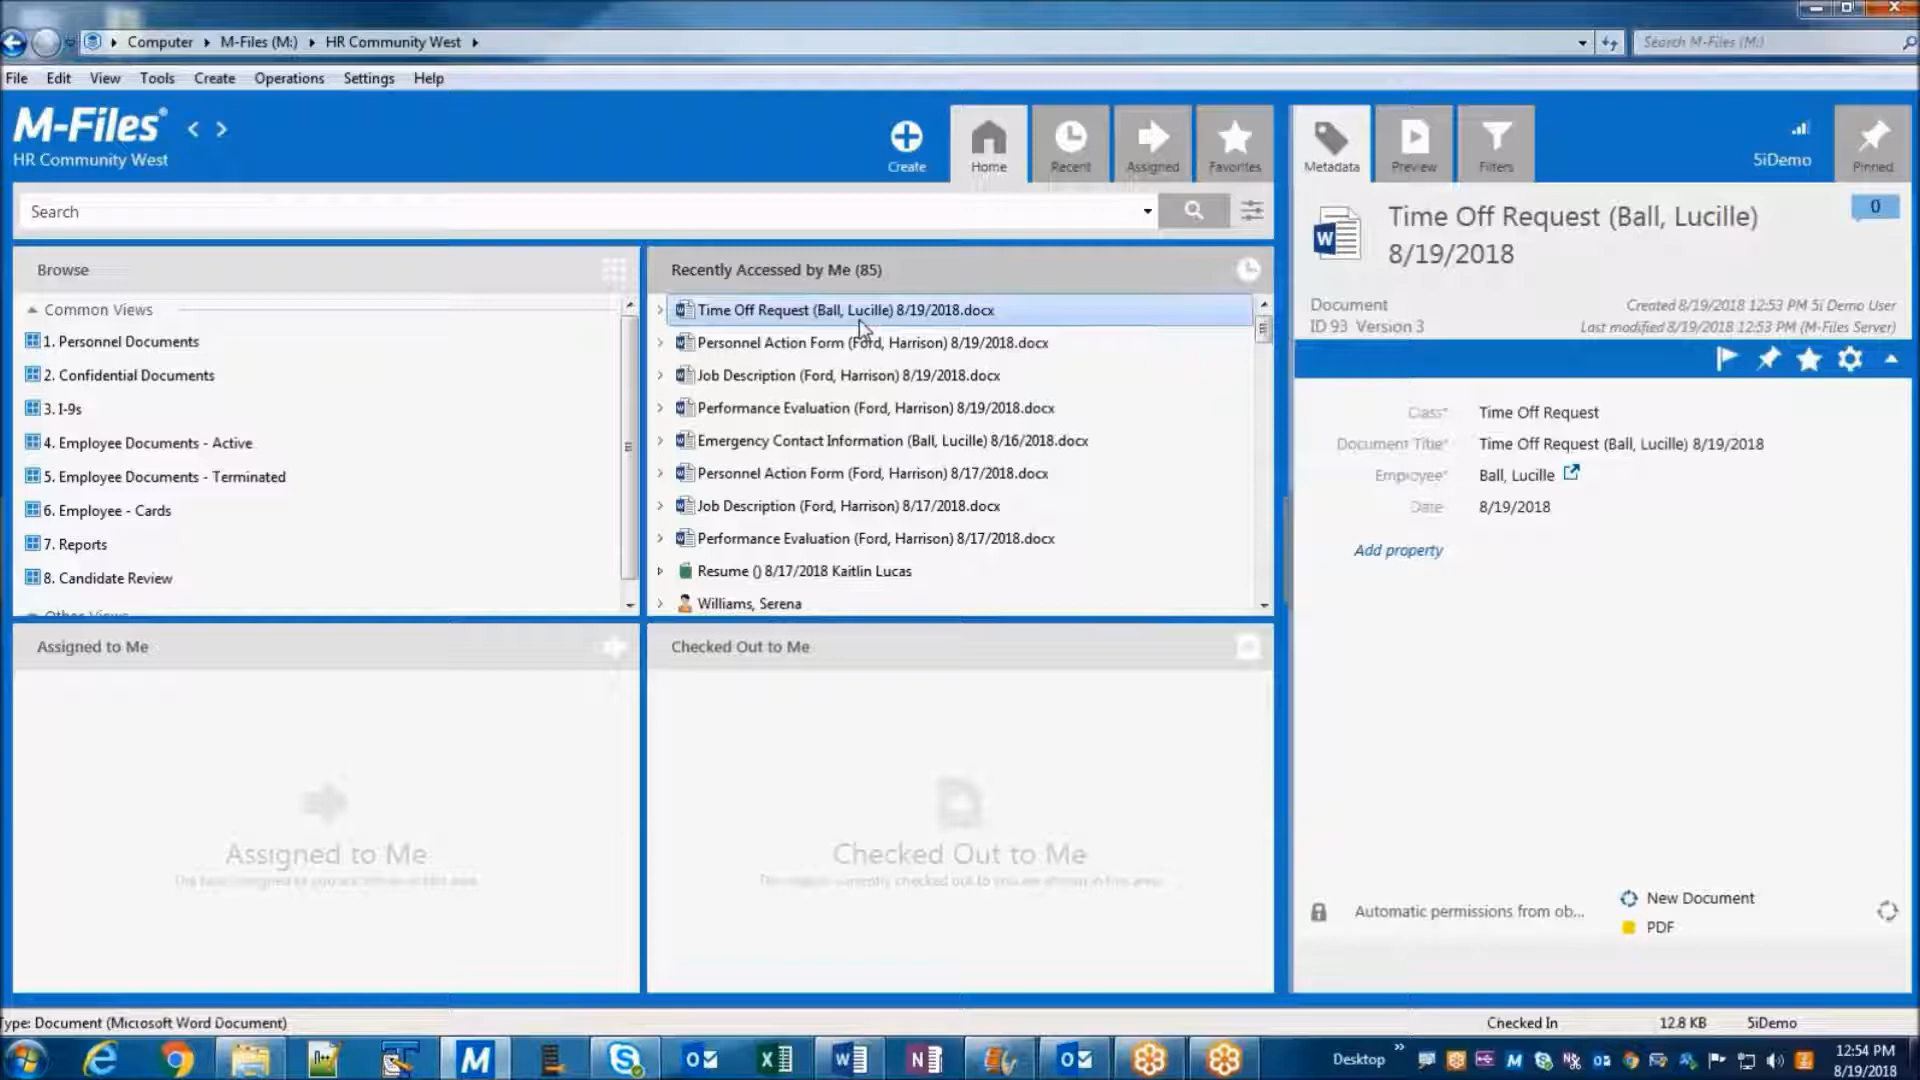 Computer M-Files (M:) HR Community West
Search M-Files (M:)
File Edit View Tools Create Operations Settings Help
M-Files
HR Community West
Create
Home
Recent
Assigned
Favorites
Metadata
Preview
Filters
5iDemo
Pinned
Search
Browse
Common Views
1. Personnel Documents
2. Confidential Documents
3. I-9s
4. Employee Documents - Active
5. Employee Documents - Terminated
6. Employee - Cards
7. Reports
8. Candidate Review
Other Views
Recently Accessed by Me (85)
Time Off Request (Ball, Lucille) 8/19/2018.docx
Personnel Action Form (Ford, Harrison) 8/19/2018.docx
Job Description (Ford, Harrison) 8/19/2018.docx
Performance Evaluation (Ford, Harrison) 8/19/2018.docx
Emergency Contact Information (Ball, Lucille) 8/16/2018.docx
Personnel Action Form (Ford, Harrison) 8/17/2018.docx
Job Description (Ford, Harrison) 8/17/2018.docx
Performance Evaluation (Ford, Harrison) 8/17/2018.docx
Resume () 8/17/2018 Kaitlin Lucas
Williams, Serena
Assigned to Me
Assigned to Me
Checked Out to Me
Checked Out to Me
Time Off Request (Ball, Lucille)
8/19/2018
0
Document
ID 93 Version 3
Created 8/19/2018 12:53 PM 5i Demo User
Last modified 8/19/2018 12:53 PM (M-Files Server)
Class* Time Off Request
Document Title* Time Off Request (Ball, Lucille) 8/19/2018
Employee* Ball, Lucille
Date 8/19/2018
Add property
Automatic permissions from ob...
New Document
PDF
Type: Document (Microsoft Word Document)
Checked In
12.8 KB
5iDemo
Desktop
12:54 PM
8/19/2018